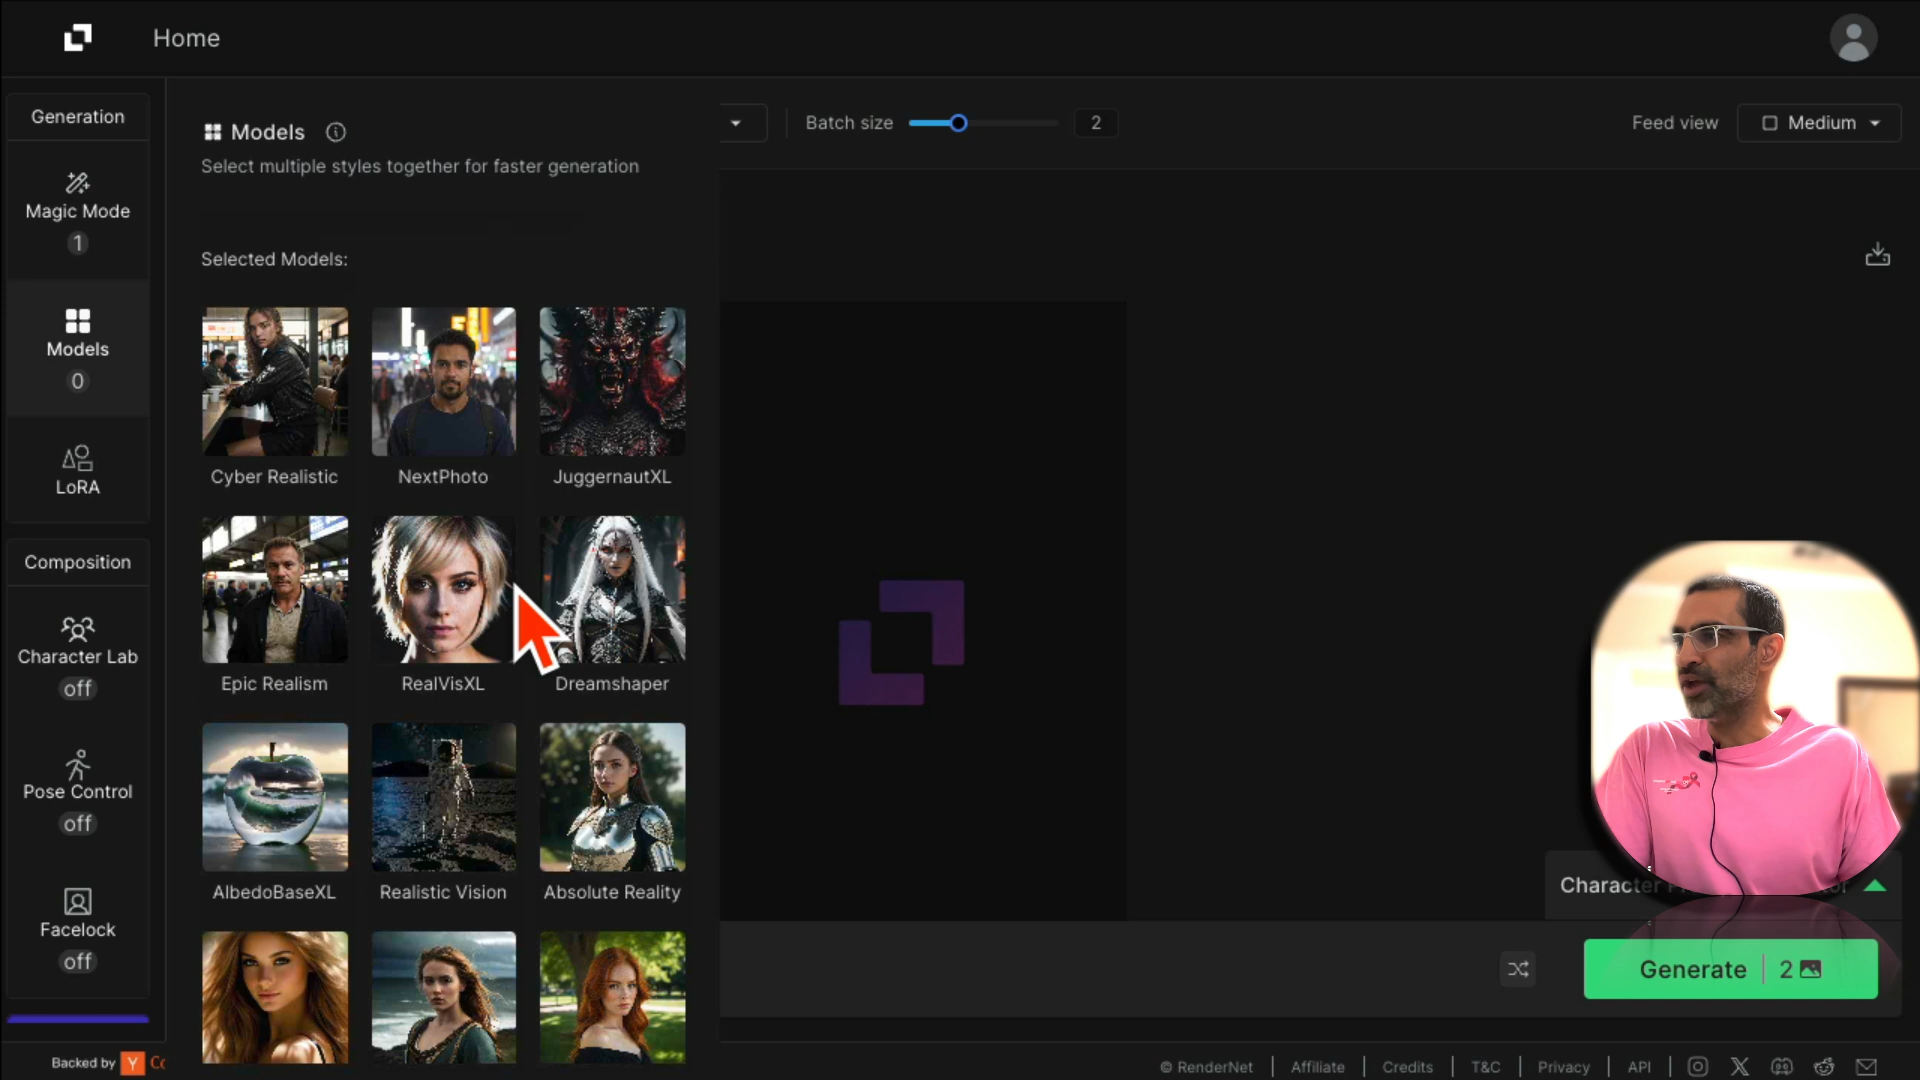 Home
Generation
Magic Mode
1
Models
0
LoRA
Composition
Character Lab
off
Pose Control
off
Facelock
off
Backed by Y
Models
Select multiple styles together for faster generation
Selected Models:
Cyber Realistic
NextPhoto
JuggernautXL
Epic Realism
RealVisXL
Dreamshaper
AlbedoBaseXL
Realistic Vision
Absolute Reality
Batch size
2
Feed view
Medium
Character
Generate | 2
© RenderNet | Affiliate | Credits | T&C | Privacy | API |